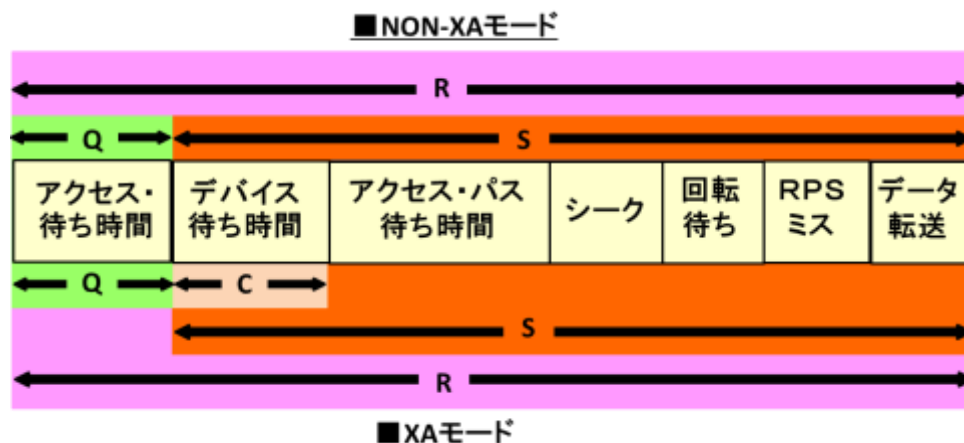 ■NON-XAモード
R
Q S
アクセス・
待ち時間
デバイス
待ち時間
アクセス・パス
待ち時間
シーク
回転
待ち
RPS
ミス
データ
転送
Q C
S
R
■XAモード